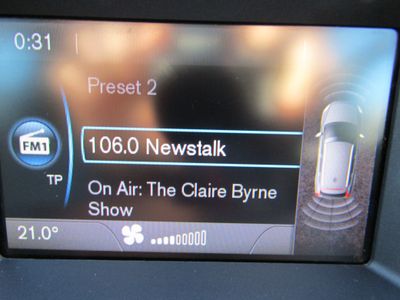 0:31
Preset 2
FM1
106.0 Newstalk
TP
On Air: The Claire Byrne
Show
21.0°